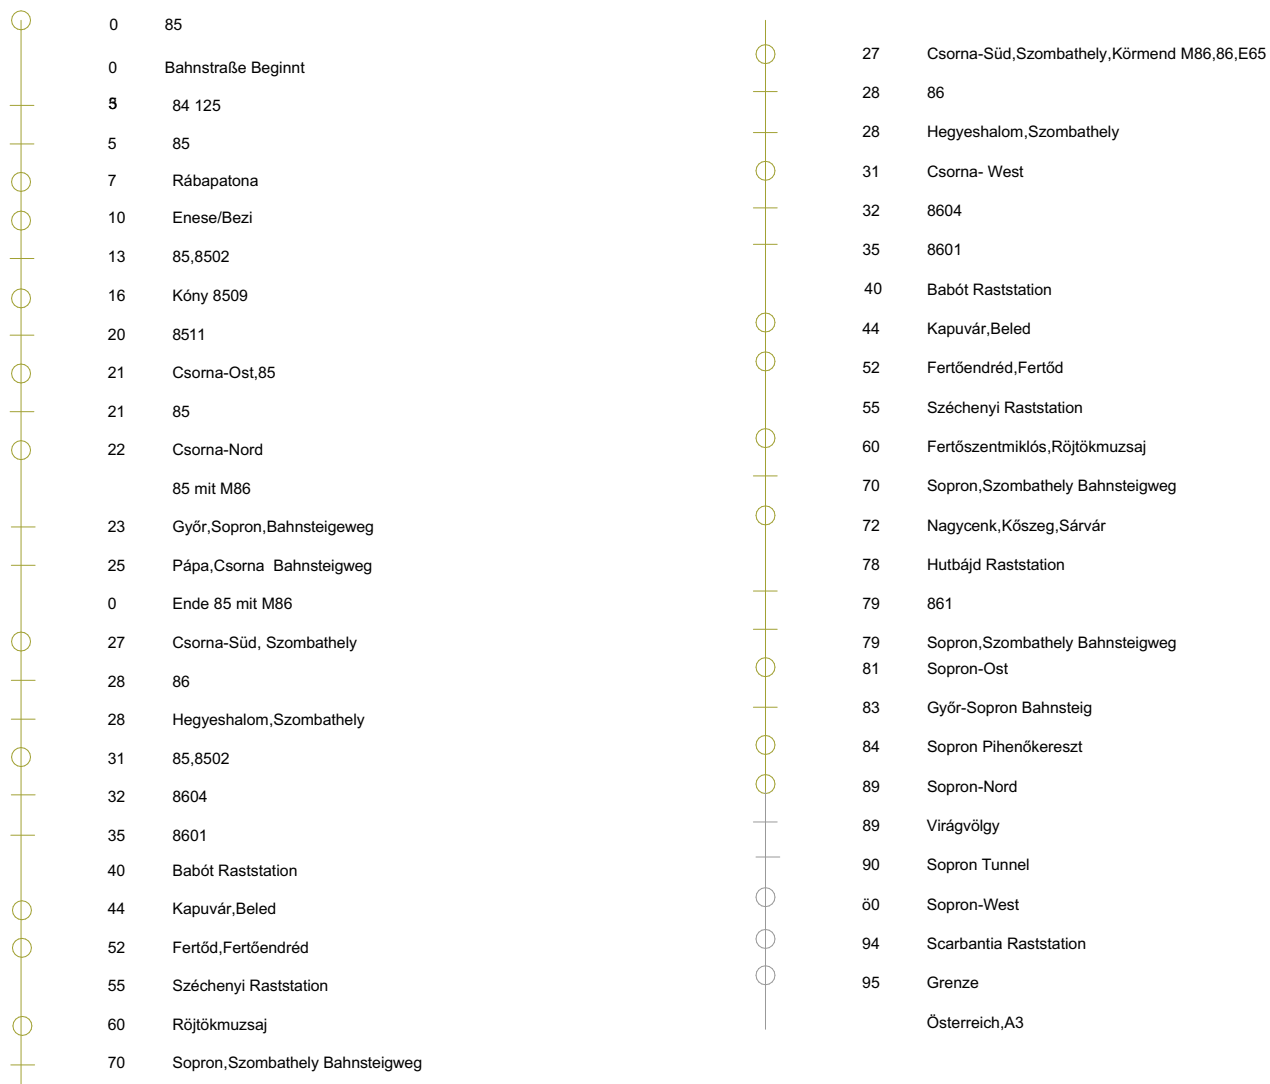 0 85
0 Bahnstraße Beginnt
84 125
5 85
7 Rábapatona
10 Enese/Bezi
13 85,8502
16 Kóny 8509
20 8511
21 Csorna-Ost,85
21 85
22 Csorna-Nord
85 mit M86
23 Győr,Sopron,Bahnsteigeweg
25 Pápa,Csorna Bahnsteigweg
0 Ende 85 mit M86
27 Csorna-Süd, Szombathely
28 86
28 Hegyeshalom,Szombathely
31 85,8502
32 8604
35 8601
40 Babót Raststation
44 Kapuvár,Beled
52 Fertőd,Fertőendréd
55 Széchenyi Raststation
60 Röjtökmuzsaj
70 Sopron,Szombathely Bahnsteigweg
27 Csorna-Süd,Szombathely,Körmend M86,86,E65
28 86
28 Hegyeshalom,Szombathely
31 Csorna- West
32 8604
35 8601
40 Babót Raststation
44 Kapuvár,Beled
52 Fertőendréd,Fertőd
55 Széchenyi Raststation
60 Fertőszentmiklós,Röjtökmuzsaj
70 Sopron,Szombathely Bahnsteigweg
72 Nagycenk,Kőszeg,Sárvár
78 Hutbájd Raststation
79 861
79 Sopron,Szombathely Bahnsteigweg
81 Sopron-Ost
83 Győr-Sopron Bahnsteig
84 Sopron Pihenőkereszt
89 Sopron-Nord
89 Virágvölgy
90 Sopron Tunnel
ö0 Sopron-West
94 Scarbantia Raststation
95 Grenze
Österreich,A3